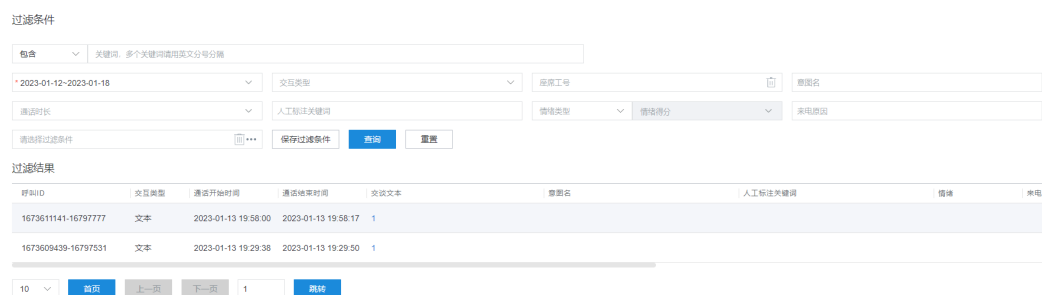 过滤条件
包含 关键词，多个关键词请用英文分号分隔
* 2023-01-12~2023-01-18 交互类型 座席工号 意图名
通话时长 人工标注关键词 情绪类型 情绪得分 来电原因
请选择过滤条件 ••• 保存过滤条件 查询 重置
过滤结果
呼叫ID 交互类型 通话开始时间 通话结束时间 交谈文本 意图名 人工标注关键词 情绪 来电
1673611141-16797777 文本 2023-01-13 19:58:00 2023-01-13 19:58:17 1
1673609439-16797531 文本 2023-01-13 19:29:38 2023-01-13 19:29:50 1
10 首页 上一页 下一页 1 跳转